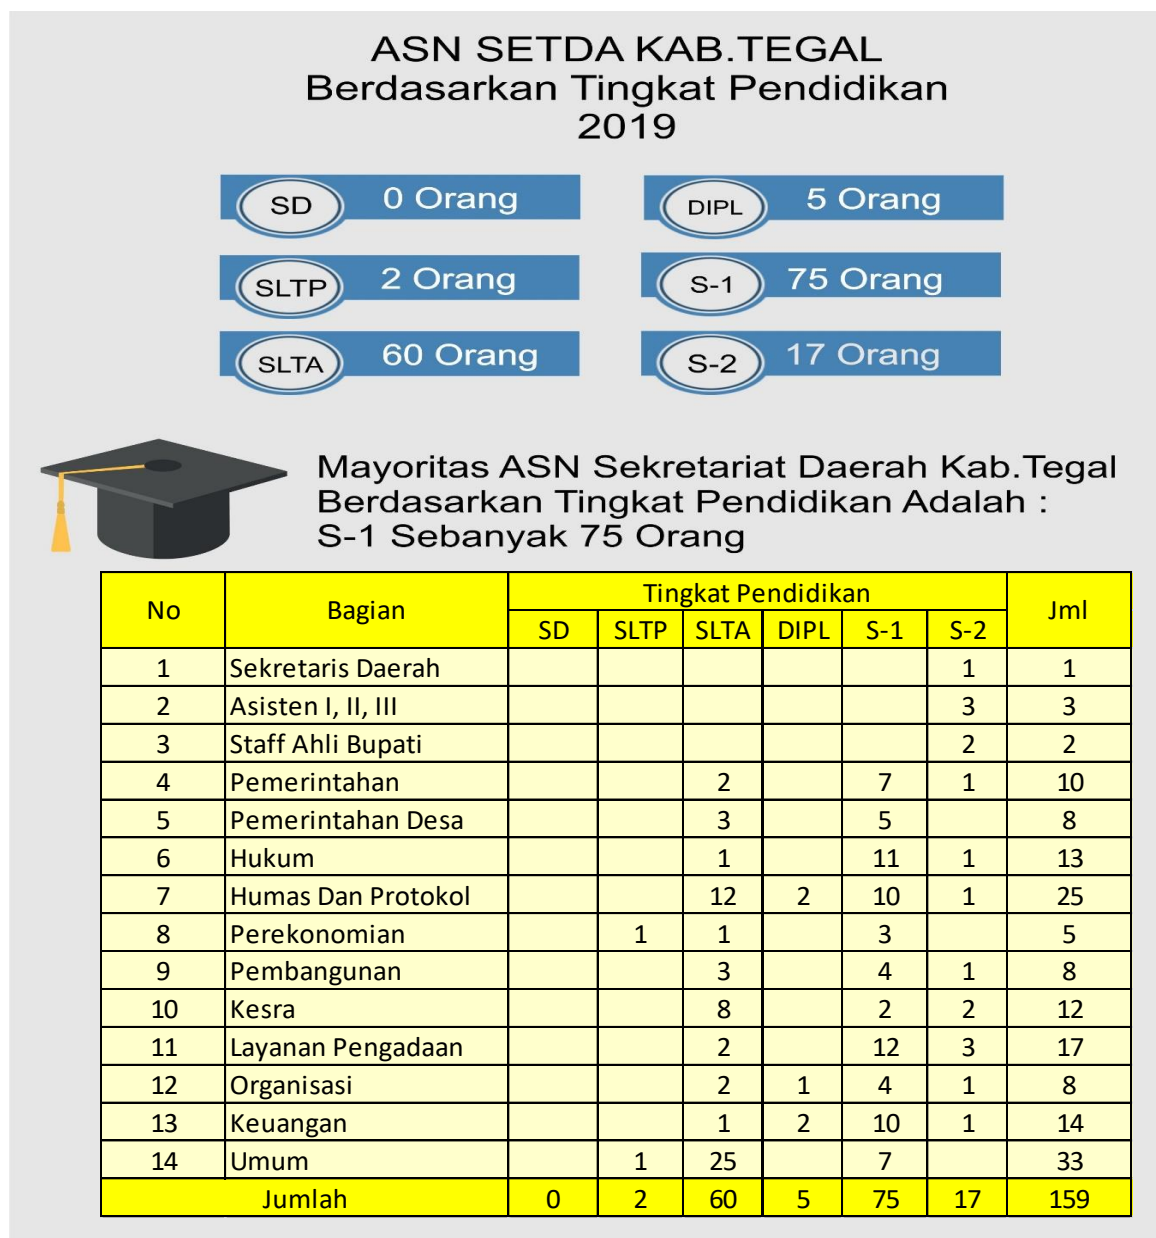 ASN SETDA KAB.TEGAL
Berdasarkan Tingkat Pendidikan
2019
SD 0 Orang
DIPL 5 Orang
SLTP 2 Orang
S-1 75 Orang
SLTA 60 Orang
S-2 17 Orang
Mayoritas ASN Sekretariat Daerah Kab.Tegal
Berdasarkan Tingkat Pendidikan Adalah :
S-1 Sebanyak 75 Orang
No Bagian Tingkat Pendidikan Jml
SD SLTP SLTA DIPL S-1 S-2
1 Sekretaris Daerah 1 1
2 Asisten I, II, III 3 3
3 Staff Ahli Bupati 2 2
4 Pemerintahan 2 7 1 10
5 Pemerintahan Desa 3 5 8
6 Hukum 1 11 1 13
7 Humas Dan Protokol 12 2 10 1 25
8 Perekonomian 1 1 3 5
9 Pembangunan 3 4 1 8
10 Kesra 8 2 2 12
11 Layanan Pengadaan 2 12 3 17
12 Organisasi 2 1 4 1 8
13 Keuangan 1 2 10 1 14
14 Umum 1 25 7 33
Jumlah 0 2 60 5 75 17 159